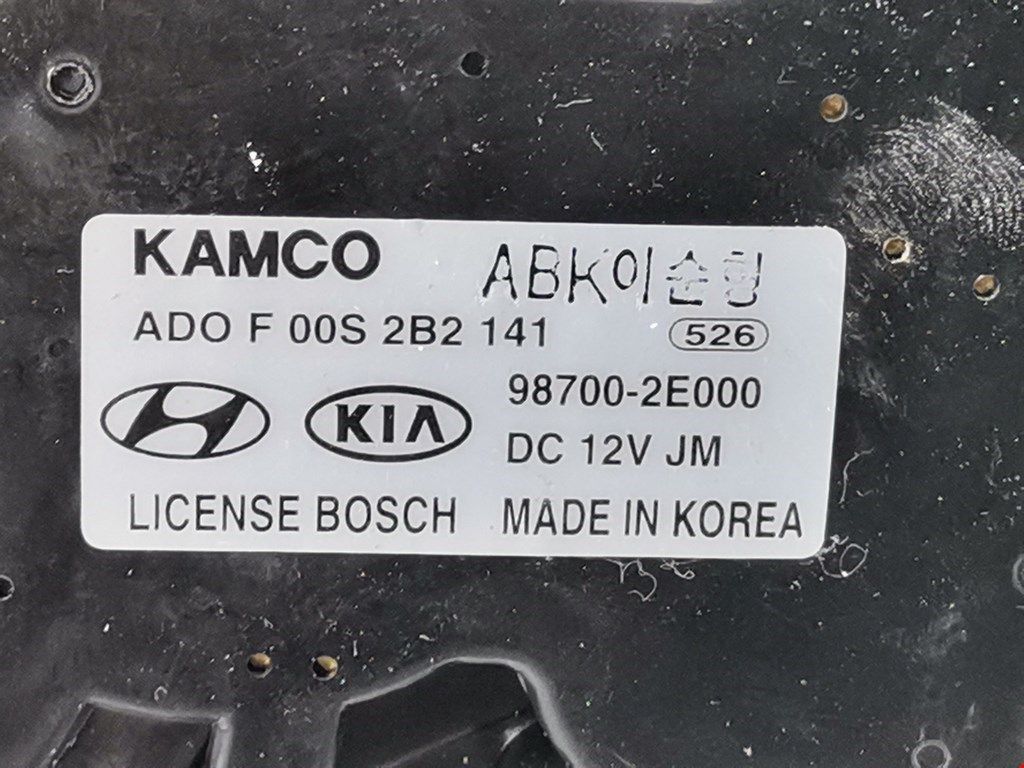 KAMCO ABK이순형
ADO F 00S 2B2 141 526
KIA 98700-2E000
DC 12V JM
LICENSE BOSCH MADE IN KOREA